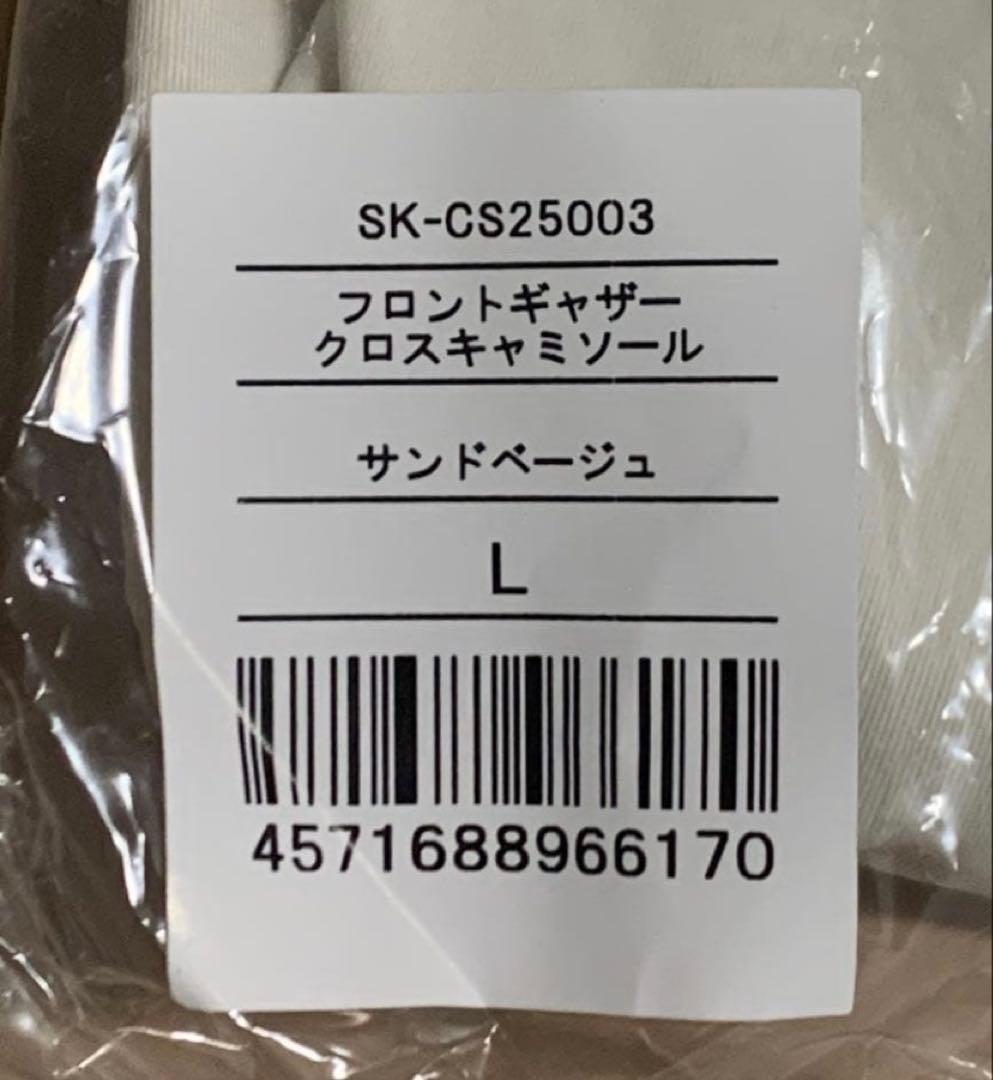 SK-CS25003
フロントギャザー
クロスキャミソール
サンドベージュ
L
4571688966170